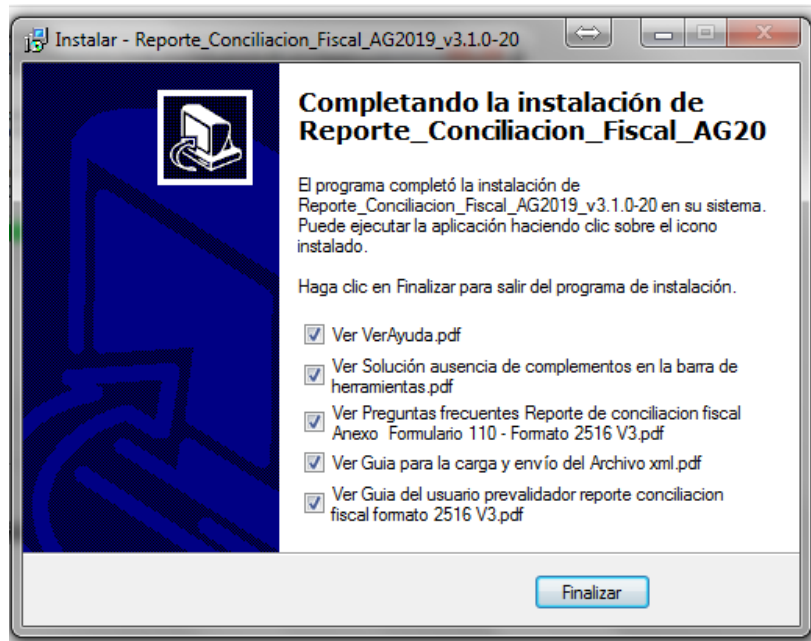 Instalar - Reporte_Conciliacion_Fiscal_AG2019_v3.1.0-20
Completando la instalación de
Reporte_Conciliacion_Fiscal_AG20
El programa completó la instalación de
Reporte_Conciliacion_Fiscal_AG2019_v3.1.0-20 en su sistema.
Puede ejecutar la aplicación haciendo clic sobre el icono
instalado.
Haga clic en Finalizar para salir del programa de instalación.
Ver VerAyuda.pdf
Ver Solución ausencia de complementos en la barra de
herramientas.pdf
Ver Preguntas frecuentes Reporte de conciliacion fiscal
Anexo Formulario 110 - Formato 2516 V3.pdf
Ver Guia para la carga y envío del Archivo xml.pdf
Ver Guia del usuario prevalidador reporte conciliacion
fiscal formato 2516 V3.pdf
Finalizar